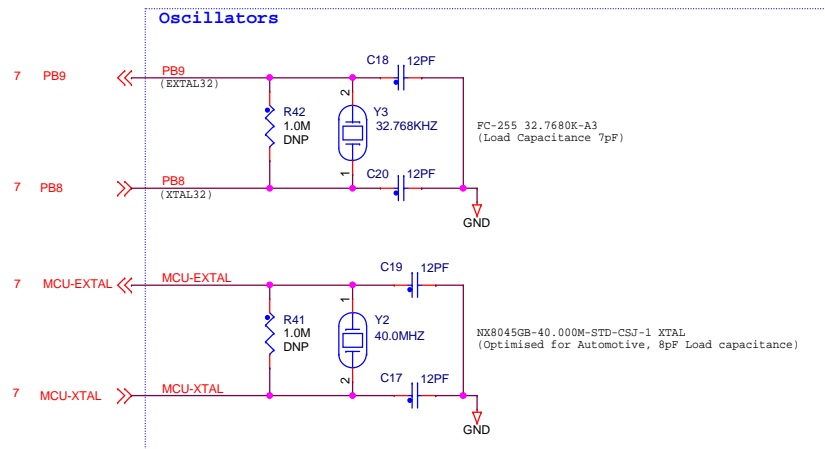 Oscillators
C18 12PF
7 PB9 PB9
(EXTAL32)
2
R42
1.0M
DNP
Y3
32.768KHZ
FC-255 32.7680K-A3
(Load Capacitance 7pF)
1
C20 12PF
7 PB8 PB8
(XTAL32)
GND
C19 12PF
7 MCU-EXTAL MCU-EXTAL
1
R41
1.0M
DNP
Y2
40.0MHZ
NX8045GB-40.000M-STD-CSJ-1 XTAL
(Optimised for Automotive, 8pF Load capacitance)
2
C17 12PF
7 MCU-XTAL MCU-XTAL
GND